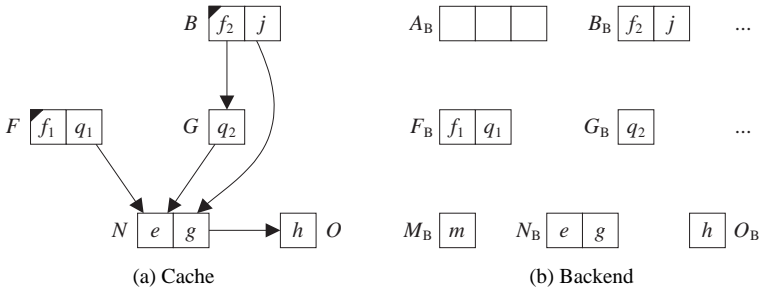 B f₂ j A_B B_B f₂ j ...
F f₁ q₁ G q₂ F_B f₁ q₁ G_B q₂ ...
N e g h O M_B m N_B e g h O_B
(a) Cache (b) Backend